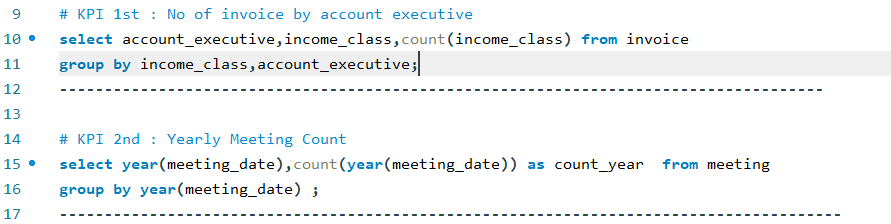 9 # KPI 1st : No of invoice by account executive
10 select account_executive,income_class,count(income_class) from invoice
11 group by income_class,account_executive;
12 -------------------------------------------------------------------------------------
13
14 # KPI 2nd : Yearly Meeting Count
15 select year(meeting_date),count(year(meeting_date)) as count_year  from meeting
16 group by year(meeting_date) ;
17 ---------------------------------------------------------------------------------------